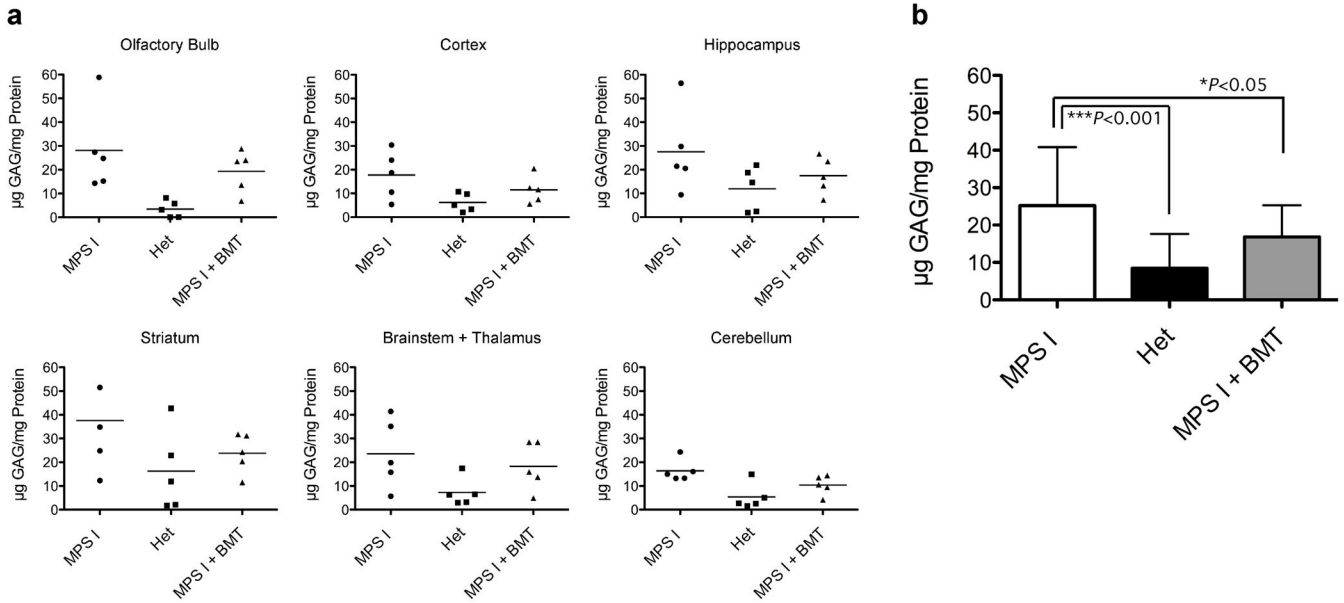 a
Olfactory Bulb
µg GAG/mg Protein
60
50
40
30
20
10
0
MPS I
Het
MPS I + BMT
Cortex
µg GAG/mg Protein
60
50
40
30
20
10
0
MPS I
Het
MPS I + BMT
Hippocampus
µg GAG/mg Protein
60
50
40
30
20
10
0
MPS I
Het
MPS I + BMT
Striatum
µg GAG/mg Protein
60
50
40
30
20
10
0
MPS I
Het
MPS I + BMT
Brainstem + Thalamus
µg GAG/mg Protein
60
50
40
30
20
10
0
MPS I
Het
MPS I + BMT
Cerebellum
µg GAG/mg Protein
60
50
40
30
20
10
0
MPS I
Het
MPS I + BMT
b
µg GAG/mg Protein
60
50
40
30
20
10
0
*P<0.05
***P<0.001
MPS I
Het
MPS I + BMT